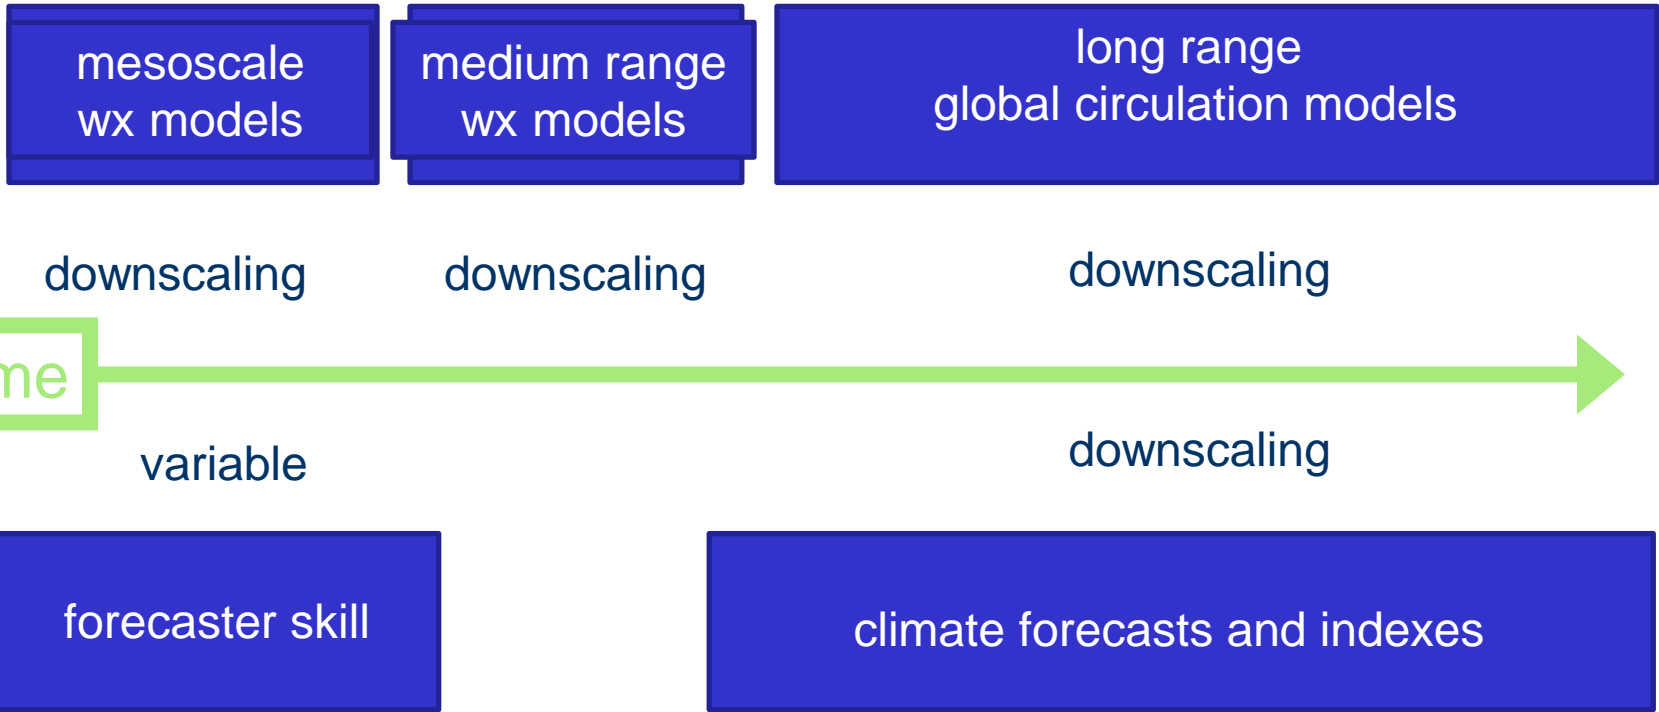 mesoscale
wx models
medium range
wx models
long range
global circulation models
downscaling
downscaling
downscaling
me
variable
downscaling
forecaster skill
climate forecasts and indexes